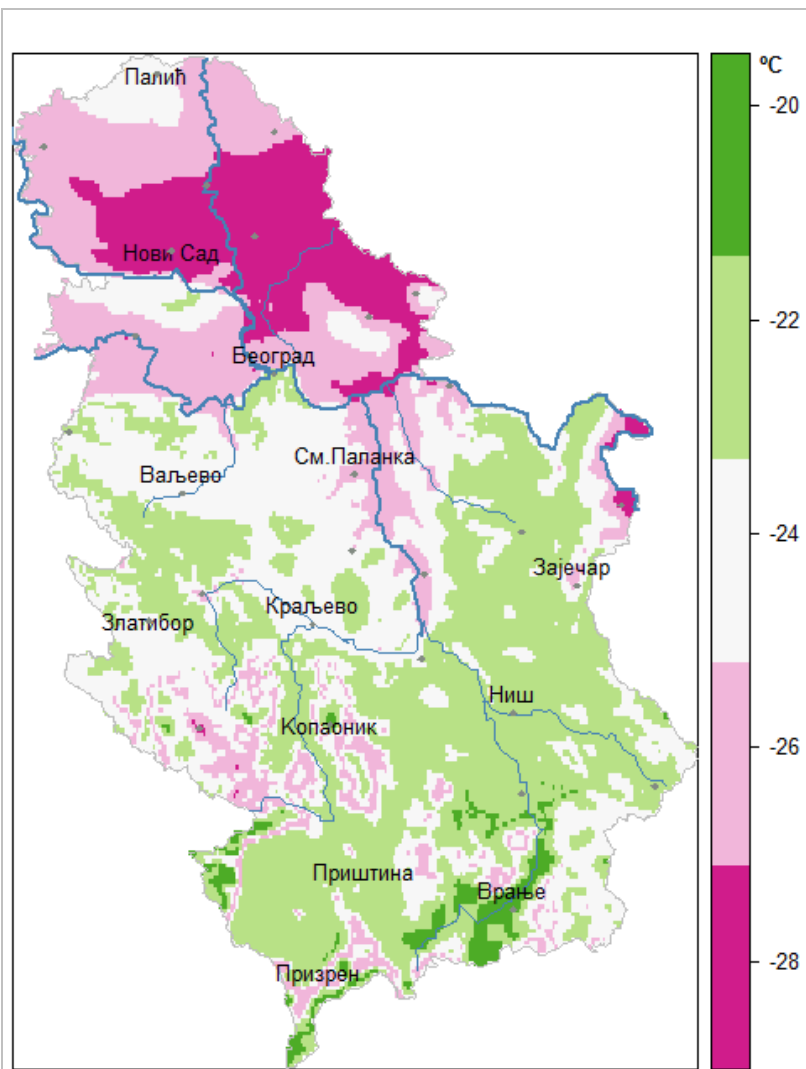 ºC
Палић
-20
Нови Сад
-22
Београд
См.Паланка
Ваљево
-24
Зајечар
Краљево
Златибор
Ниш
Копаоник
-26
Приштина
Врање
-28
Призрен